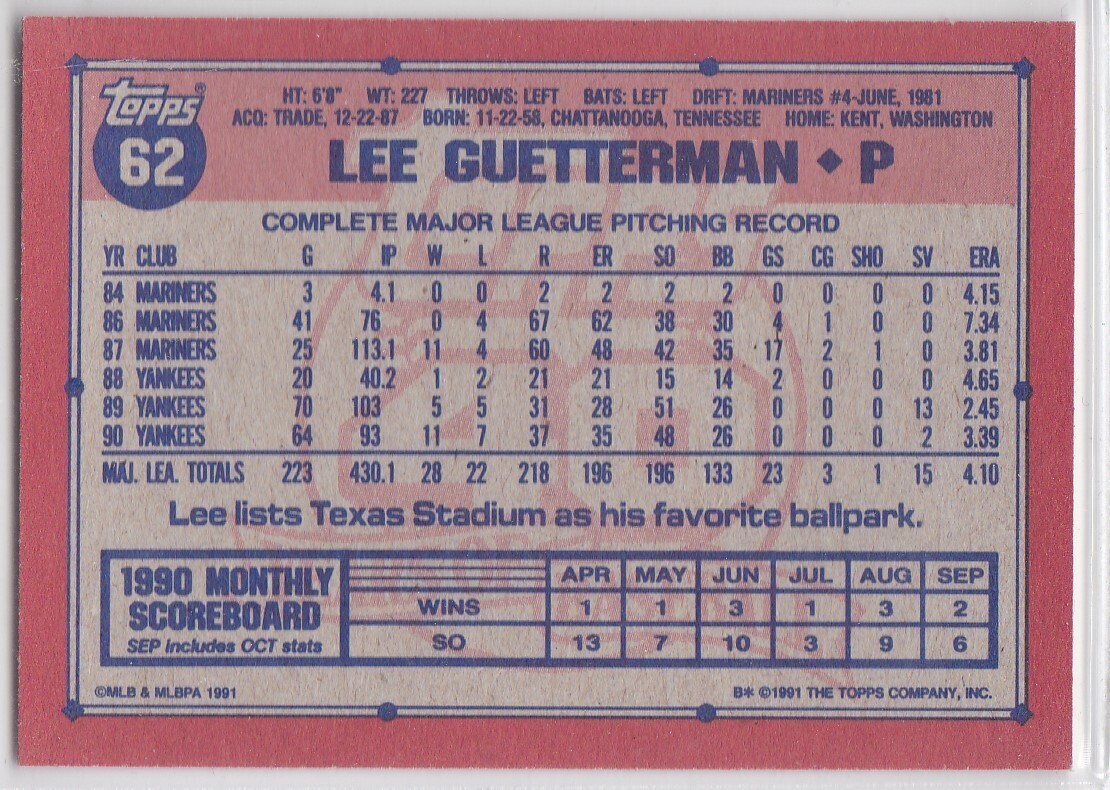 Topps®
62
HT: 6'8" WT: 227 THROWS: LEFT BATS: LEFT DRFT: MARINERS #4-JUNE, 1981
ACQ: TRADE, 12-22-87 BORN: 11-22-58, CHATTANOOGA, TENNESSEE HOME: KENT, WASHINGTON
LEE GUETTERMAN ◆ P
COMPLETE MAJOR LEAGUE PITCHING RECORD
YR CLUB G IP W L R ER SO BB GS CG SHO SV ERA
84 MARINERS 3 4.1 0 0 2 2 2 2 0 0 0 0 4.15
86 MARINERS 41 76 0 4 67 62 38 30 4 1 0 0 7.34
87 MARINERS 25 113.1 11 4 60 48 42 35 17 2 1 0 3.81
88 YANKEES 20 40.2 1 2 21 21 15 14 2 0 0 0 4.65
89 YANKEES 70 103 5 5 31 28 51 26 0 0 0 13 2.45
90 YANKEES 64 93 11 7 37 35 48 26 0 0 0 2 3.39
MAJ. LEA. TOTALS 223 430.1 28 22 218 196 196 133 23 3 1 15 4.10
Lee lists Texas Stadium as his favorite ballpark.
1990 MONTHLY
SCOREBOARD
SEP includes OCT stats
APR MAY JUN JUL AUG SEP
WINS 1 1 3 1 3 2
SO 13 7 10 3 9 6
©MLB & MLBPA 1991
B* ©1991 THE TOPPS COMPANY, INC.